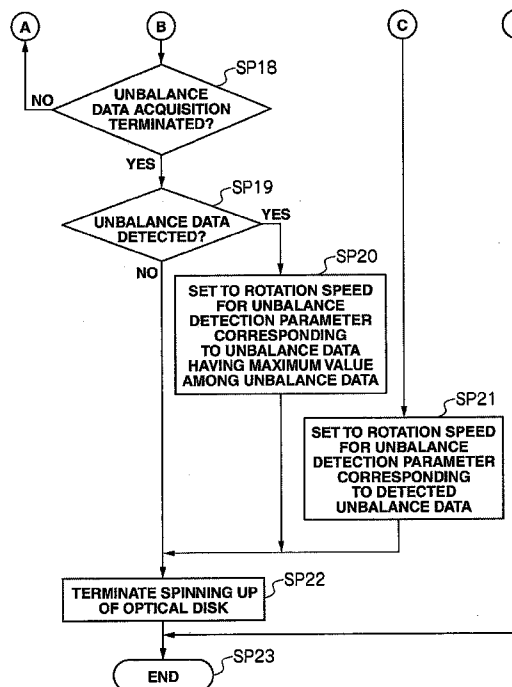 A
B
C
SP18
UNBALANCE
DATA ACQUISITION
TERMINATED?
NO
YES
SP19
UNBALANCE DATA
DETECTED?
YES
NO
SP20
SET TO ROTATION SPEED
FOR UNBALANCE
DETECTION PARAMETER
CORRESPONDING
TO UNBALANCE DATA
HAVING MAXIMUM VALUE
AMONG UNBALANCE DATA
SP21
SET TO ROTATION SPEED
FOR UNBALANCE
DETECTION PARAMETER
CORRESPONDING
TO DETECTED
UNBALANCE DATA
SP22
TERMINATE SPINNING UP
OF OPTICAL DISK
SP23
END